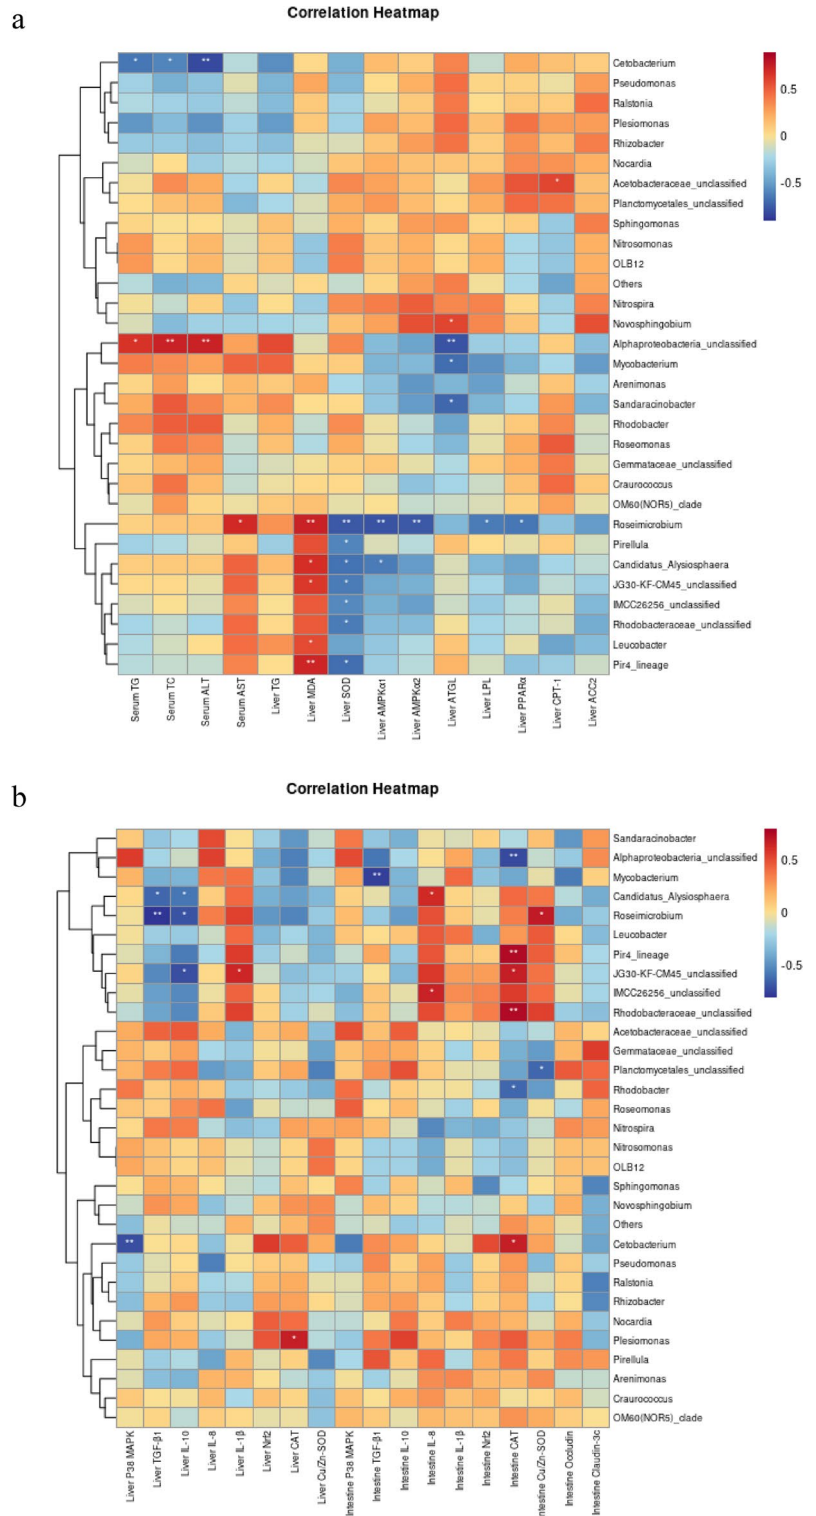 a
Correlation Heatmap
Cetobacterium
Pseudomonas
Ralstonia
Plesiomonas
Rhizobacter
Nocardia
Acetobacteraceae_unclassified
Planctomycetales_unclassified
Sphingomonas
Nitrosomonas
OLB12
Others
Nitrospira
Novosphingobium
Alphaproteobacteria_unclassified
Mycobacterium
Arenimonas
Sandaracinobacter
Rhodobacter
Roseomonas
Gemmataceae_unclassified
Craurococcus
OM60(NOR5)_clade
Roseimicrobium
Pirellula
Candidatus_Alysiosphaera
JG30-KF-CM45_unclassified
IMCC26256_unclassified
Rhodobacteraceae_unclassified
Leucobacter
Pir4_lineage
0.5
0
-0.5
Serum TG
Serum TC
Serum ALT
Serum AST
Liver TG
Liver MDA
Liver SOD
Liver AMPKα1
Liver AMPKα2
Liver ATGL
Liver LPL
Liver PPARα
Liver CPT-1
Liver ACC2
b
Correlation Heatmap
Sandaracinobacter
Alphaproteobacteria_unclassified
Mycobacterium
Candidatus_Alysiosphaera
Roseimicrobium
Leucobacter
Pir4_lineage
JG30-KF-CM45_unclassified
IMCC26256_unclassified
Rhodobacteraceae_unclassified
Acetobacteraceae_unclassified
Gemmataceae_unclassified
Planctomycetales_unclassified
Rhodobacter
Roseomonas
Nitrospira
Nitrosomonas
OLB12
Sphingomonas
Novosphingobium
Others
Cetobacterium
Pseudomonas
Ralstonia
Rhizobacter
Nocardia
Plesiomonas
Pirellula
Arenimonas
Craurococcus
OM60(NOR5)_clade
0.5
0
-0.5
Liver P38 MAPK
Liver TGF-β1
Liver IL-10
Liver IL-8
Liver IL-1β
Liver Nrf2
Liver CAT
Liver Cu/Zn-SOD
Intestine P38 MAPK
Intestine TGF-β1
Intestine IL-10
Intestine IL-8
Intestine IL-1β
Intestine Nrf2
Intestine CAT
Intestine Cu/Zn-SOD
Intestine Occludin
Intestine Claudin-3c